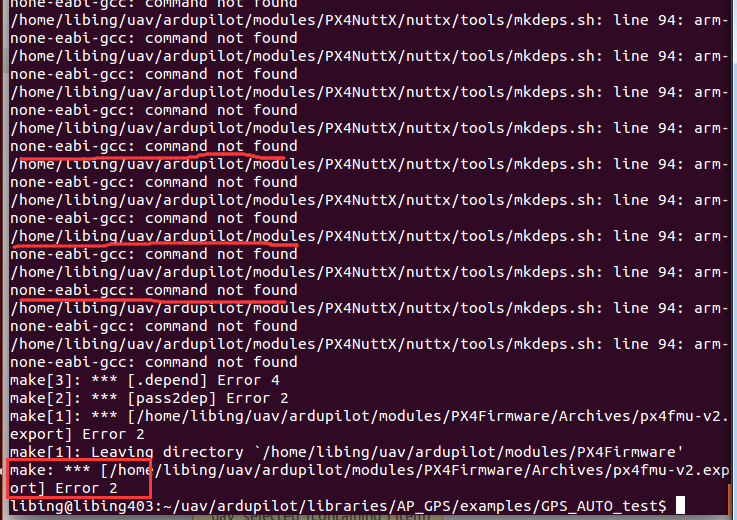 none-eabi-gcc: command not found
/home/libing/uav/ardupilot/modules/PX4NuttX/nuttx/tools/mkdeps.sh: line 94: arm-
none-eabi-gcc: command not found
/home/libing/uav/ardupilot/modules/PX4NuttX/nuttx/tools/mkdeps.sh: line 94: arm-
none-eabi-gcc: command not found
/home/libing/uav/ardupilot/modules/PX4NuttX/nuttx/tools/mkdeps.sh: line 94: arm-
none-eabi-gcc: command not found
/home/libing/uav/ardupilot/modules/PX4NuttX/nuttx/tools/mkdeps.sh: line 94: arm-
none-eabi-gcc: command not found
/home/libing/uav/ardupilot/modules/PX4NuttX/nuttx/tools/mkdeps.sh: line 94: arm-
none-eabi-gcc: command not found
/home/libing/uav/ardupilot/modules/PX4NuttX/nuttx/tools/mkdeps.sh: line 94: arm-
none-eabi-gcc: command not found
/home/libing/uav/ardupilot/modules/PX4NuttX/nuttx/tools/mkdeps.sh: line 94: arm-
none-eabi-gcc: command not found
/home/libing/uav/ardupilot/modules/PX4NuttX/nuttx/tools/mkdeps.sh: line 94: arm-
none-eabi-gcc: command not found
/home/libing/uav/ardupilot/modules/PX4NuttX/nuttx/tools/mkdeps.sh: line 94: arm-
none-eabi-gcc: command not found
/home/libing/uav/ardupilot/modules/PX4NuttX/nuttx/tools/mkdeps.sh: line 94: arm-
none-eabi-gcc: command not found
make[3]: *** [.depend] Error 4
make[2]: *** [pass2dep] Error 2
make[1]: *** [/home/libing/uav/ardupilot/modules/PX4Firmware/Archives/px4fmu-v2.
export] Error 2
make[1]: Leaving directory `/home/libing/uav/ardupilot/modules/PX4Firmware'
make: *** [/home/libing/uav/ardupilot/modules/PX4Firmware/Archives/px4fmu-v2.exp
ort] Error 2
libing@libing403:~/uav/ardupilot/libraries/AP_GPS/examples/GPS_AUTO_test$